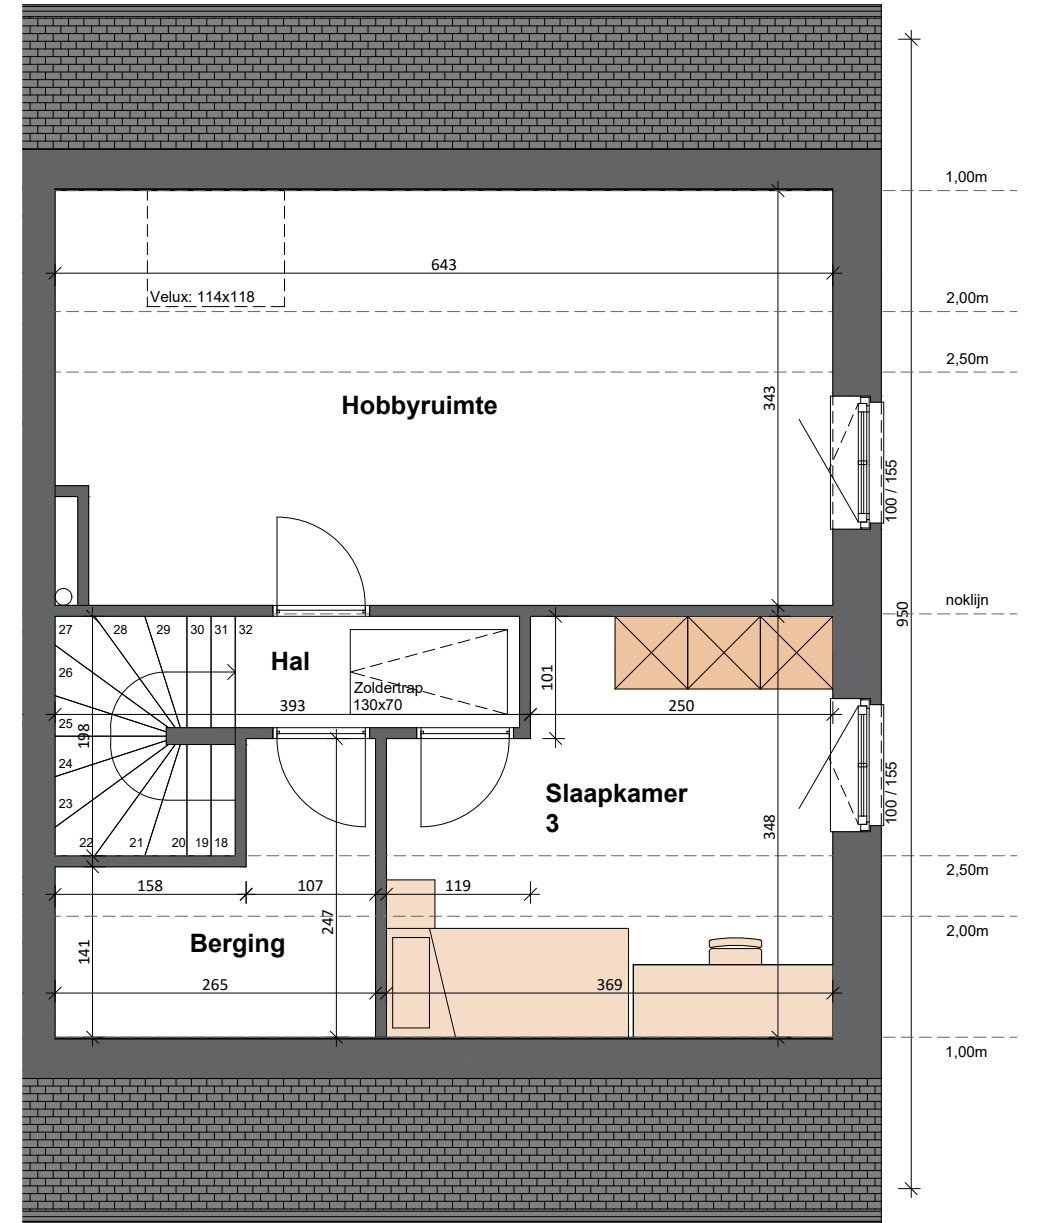 1,00m
643
Velux: 114x118
2,00m
2,50m
343
Hobbyruimte
100 / 155
noklijn
950
27
28
29
30
31
32
26
25
24
23
22
21
20
19
18
198
Hal
Zoldertrap
130x70
393
101
250
Slaapkamer
3
100 / 155
348
2,50m
158
107
119
247
2,00m
Berging
141
265
369
1,00m